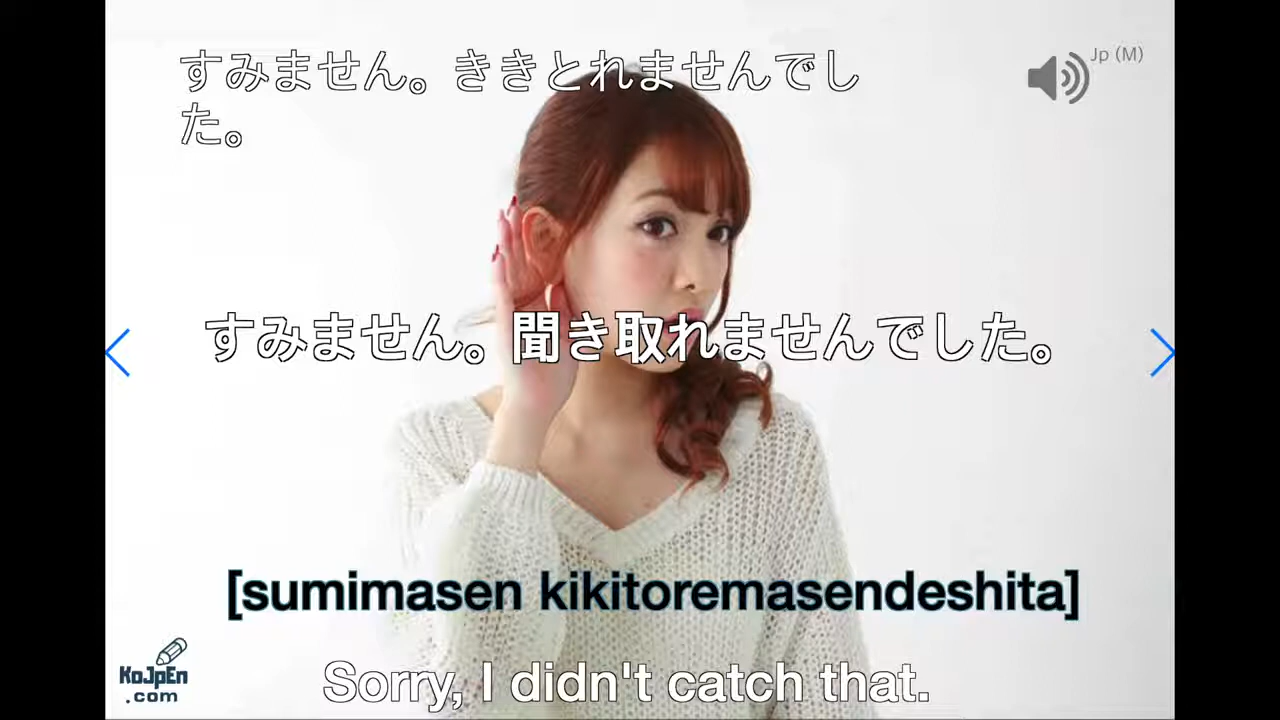 すみません。ききとれませんでし
た。
Jp (M)
すみません。聞き取れませんでした。
[sumimasen kikitoremasendeshita]
KoJpEn
.com
Sorry, I didn't catch that.